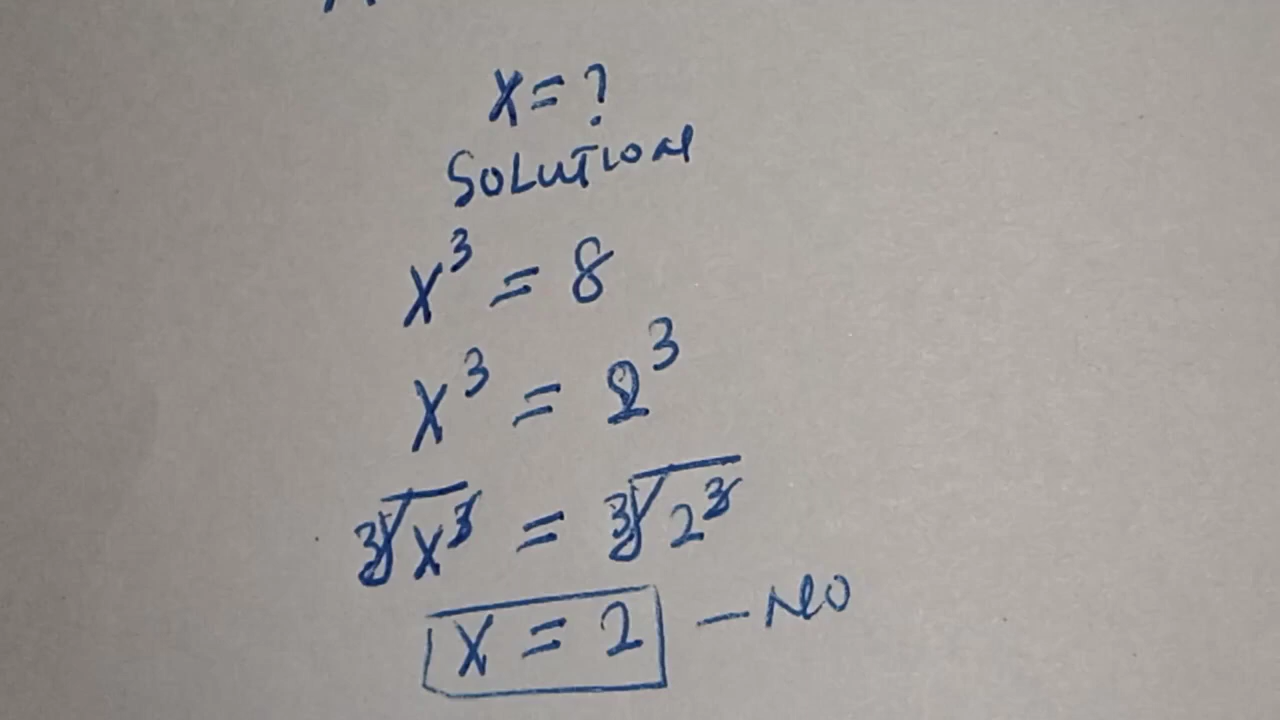 X = ?
SOLUTION
X³ = 8
X³ = 2³
∛X³ = ∛2³
X = 2 –